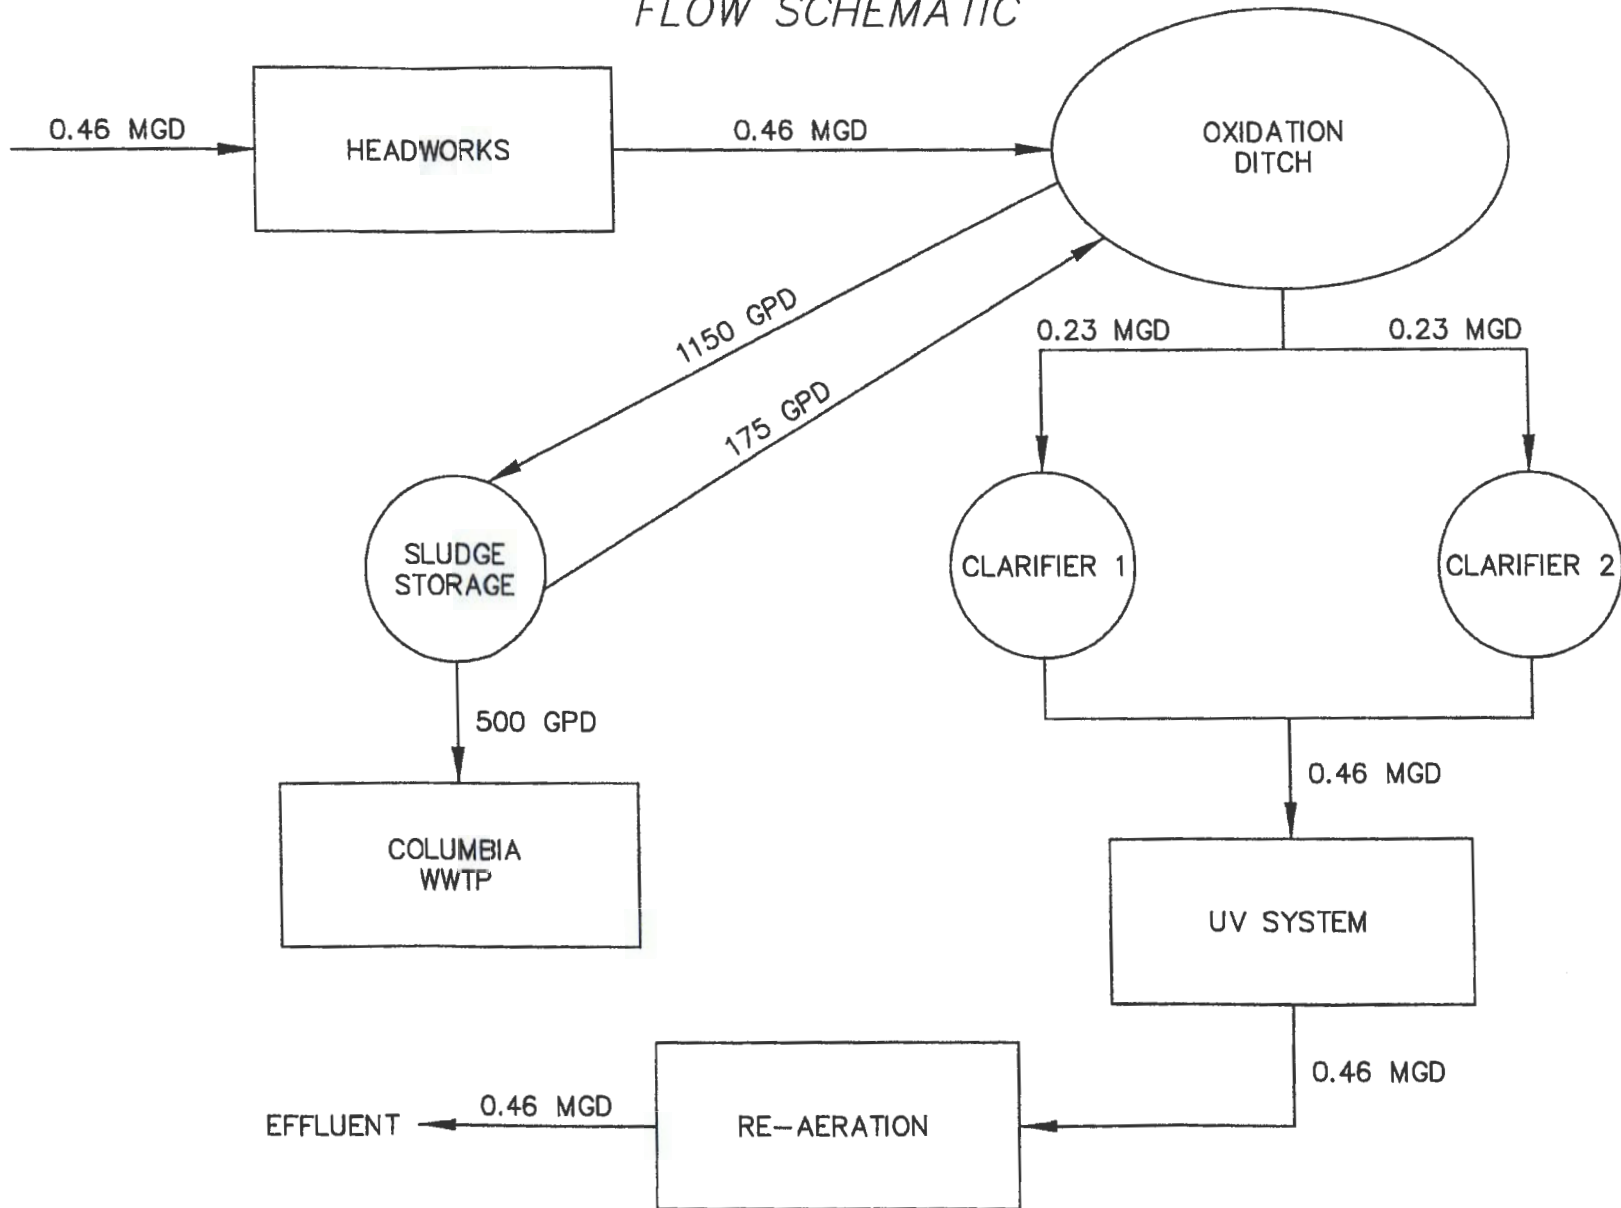 FLOW SCHEMATIC
0.46 MGD
HEADWORKS
0.46 MGD
OXIDATION
DITCH
1150 GPD
175 GPD
0.23 MGD
0.23 MGD
SLUDGE
STORAGE
CLARIFIER 1
CLARIFIER 2
500 GPD
0.46 MGD
COLUMBIA
WWTP
UV SYSTEM
0.46 MGD
EFFLUENT
0.46 MGD
RE-AERATION